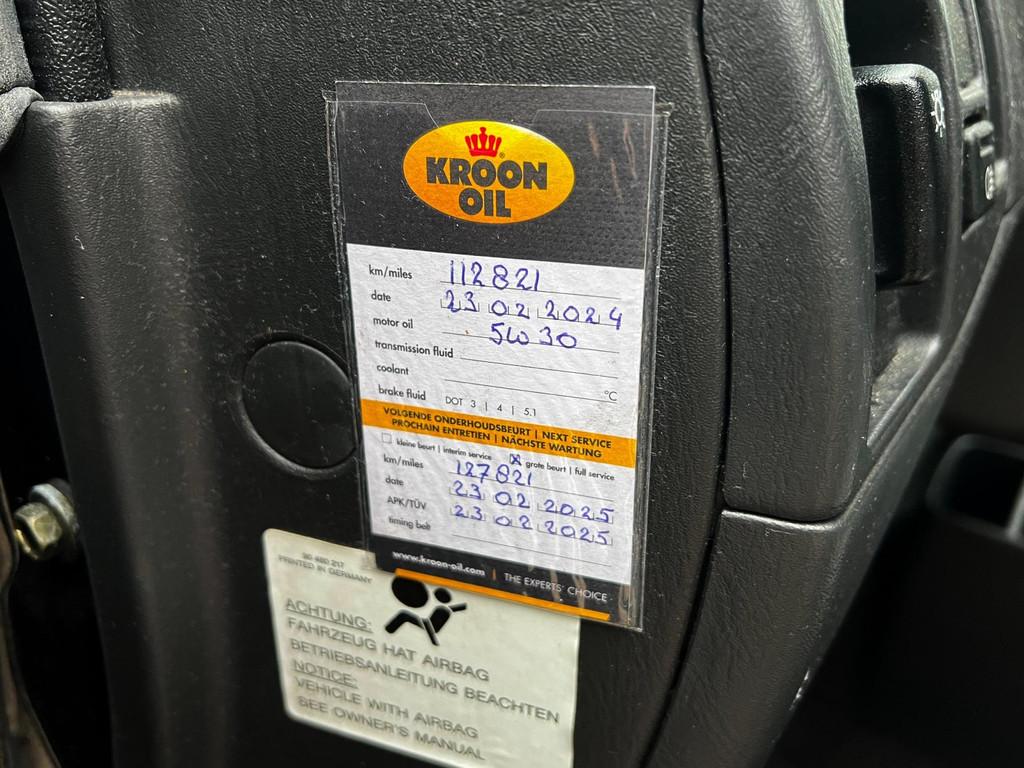 KROON
OIL
km/miles 112821
date 23 02 2024
motor oil 5W30
transmission fluid
coolant °C
brake fluid DOT 3 | 4 | 5.1
VOLGENDE ONDERHOUDSBEURT | NEXT SERVICE
PROCHAIN ENTRETIEN | NÄCHSTE WARTUNG
kleine beurt | interim service grote beurt | full service
km/miles 127821
date 23 02 2025
APK/TÜV 23 02 2025
timing belt
www.kroon-oil.com | THE EXPERTS' CHOICE
90 460 217
PRINTED IN GERMANY
ACHTUNG:
FAHRZEUG HAT AIRBAG
BETRIEBSANLEITUNG BEACHTEN
NOTICE:
VEHICLE WITH AIRBAG
SEE OWNER'S MANUAL